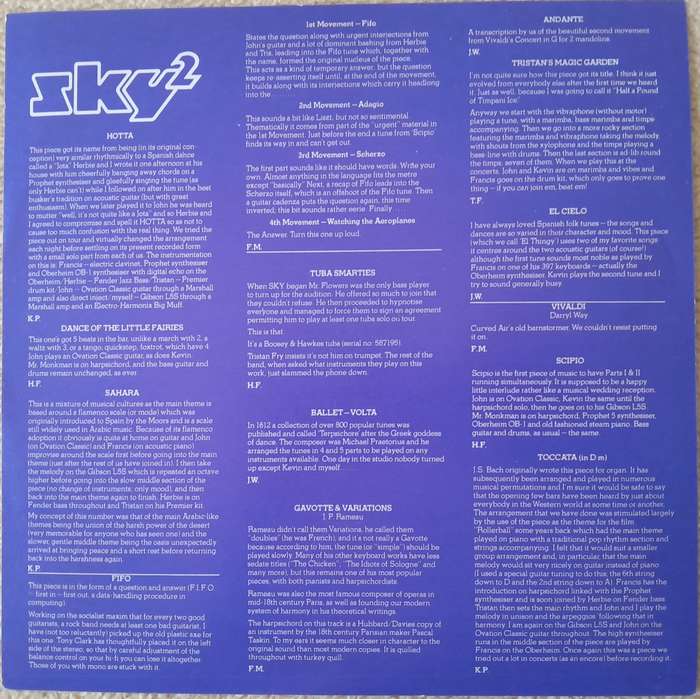 sky2
HOTTA
This piece got its name from being (in its original con-
ception) very similar rhythmically to a Spanish dance
called a "Jota." Herbie and I wrote it one afternoon at his
house with him cheerfully banging away chords on a
Prophet synthesiser and gleefully singing the tune (as
only Herbie can !) while I followed on after him in the best
busker's tradition on acoustic guitar (but with great
enthusiasm). When we later played it to John he was heard
to mutter "well, it's not quite like a Jota" and so Herbie and
I agreed to compromise and spell it HOTTA so as not to
cause too much confusion with the real thing. We tried the
piece out on tour and virtually changed the arrangement
each night before settling on its present recorded form
with a small solo part from each of us. The instrumentation
on this is: Francis – electric clavinet, Prophet synthesiser
and Oberheim OB-1 synthesiser with digital echo on the
Oberheim/Herbie – Fender Jazz Bass/Tristan – Premier
drum kit/John – Ovation Classic guitar through a Marshall
amp and also direct inject/myself – Gibson L5S through a
Marshall amp and an Electro-Harmonix Big Muff.
K.P.
DANCE OF THE LITTLE FAIRIES
This one's got 5 beats in the bar, unlike a march with 2, a
waltz with 3, or a tango, quickstep, foxtrot, which have 4.
John plays an Ovation Classic guitar, as does Kevin.
Mr. Monkman is on harpsichord, and the bass guitar and
drums remain unchanged, as ever.
H.F.
SAHARA
This is a mixture of musical cultures as the main theme is
based around a flamenco scale (or mode) which was
originally introduced to Spain by the Moors and is a scale
still widely used in Arabic music. Because of its flamenco
adoption it obviously is quite at home on guitar and John
(on Ovation Classic) and Francis (on acoustic piano)
improvise around the scale first before going into the main
theme (just after the rest of us have joined in). I then take
the melody on the Gibson L5S which is repeated an octave
higher before going into the slow middle section of the
piece (no change of instruments; only mood), and then
back into the main theme again to finish. Herbie is on
Fender bass throughout and Tristan on his Premier kit.
My concept of this number was that of the main Arabic-like
themes being the union of the harsh power of the desert
(very memorable for anyone who has seen one) and the
slower, gentle middle theme being the oasis unexpectedly
arrived at bringing peace and a short rest before returning
back into the harshness again.
K.P.
FIFO
This piece is in the form of a question and answer (F.I.F.O.
– first in – first out, a data-handling procedure in
computing).
Working on the socialist maxim that for every two good
guitarists, a rock band needs at least one bad guitarist, I
have (not too reluctantly) picked up the old plastic axe for
this one. Tony Clark has thoughtfully placed it on the left
side of the stereo, so that by careful adjustment of the
balance control on your hi-fi you can lose it altogether.
Those of you with mono are stuck with it.
1st Movement – Fifo
States the question along with urgent interjections from
John's guitar and a lot of dominant bashing from Herbie
and Tris, leading into the Fifo tune which, together with
the name, formed the original nucleus of the piece.
This acts as a kind of temporary answer, but the question
keeps re-asserting itself until, at the end of the movement,
it builds along with its interjections which carry it headlong
into the . . . .
2nd Movement – Adagio
This sounds a bit like Liszt, but not so sentimental.
Thematically it comes from part of the "urgent" material in
the 1st Movement. Just before the end a tune from 'Scipio'
finds its way in and can't get out.
3rd Movement – Scherzo
The first part sounds like it should have words. Write your
own. Almost anything in the language fits the metre
except "basically." Next, a recap of Fifo leads into the
Scherzo itself, which is an offshoot of the Fifo tune. Then
a guitar cadenza puts the question again, this time
inverted; this bit sounds rather serial. Finally . . . . .
4th Movement – Watching the Aeroplanes
The Answer. Turn this one up loud.
F.M.
TUBA SMARTIES
When SKY began Mr. Flowers was the only bass player
to turn up for the audition. He offered so much to join that
they couldn't refuse. He then proceeded to hypnotise
everyone and managed to force them to sign an agreement
permitting him to play at least one tuba solo on tour.
This is that.
It's a Boosey & Hawkes tuba (serial no: 587195).
Tristan Fry insists it's not him on trumpet. The rest of the
band, when asked what instruments they play on this
work, just slammed the phone down.
H.F.
BALLET–VOLTA
In 1612 a collection of over 800 popular tunes was
published and called 'Terpsichore' after the Greek goddess
of dance. The composer was Michael Praetorius and he
arranged the tunes in 4 and 5 parts to be played on any
instruments available. One day in the studio nobody turned
up except Kevin and myself . . . . .
J.W.
GAVOTTE & VARIATIONS
J. P. Rameau
Rameau didn't call them Variations, he called them
"doubles" (he was French), and it's not really a Gavotte
because according to him, the tune (or "simple") should be
played slowly. Many of his other keyboard works have less
sedate titles ("The Chicken"; "The Idiots of Sologne" and
many more), but this remains one of his most popular
pieces, with both pianists and harpsichordists.
Rameau was also the most famous composer of operas in
mid-18th century Paris, as well as founding our modern
system of harmony in his theoretical writings.
The harpsichord on this track is a Hubbard/Davies copy of
an instrument by the 18th century Parisian maker Pascal
Taskin. To my ears it seems much closer in character to the
original sound than most modern copies. It is quilled
throughout with turkey quill.
F.M.
ANDANTE
A transcription by us of the beautiful second movement
from Vivaldi's Concert in G for 2 mandolins.
J.W.
TRISTAN'S MAGIC GARDEN
I'm not quite sure how this piece got its title. I think it just
evolved from everybody else after the first time we heard
it. Just as well, because I was going to call it "Half a Pound
of Timpani Ice."
Anyway we start with the vibraphone (without motor)
playing a tune, with a marimba, bass marimba and timps
accompanying. Then we go into a more rocky section
featuring the marimba and vibraphone taking the melody,
with shouts from the xylophone and the timps playing a
bass-line with drums. Then the last section is ad-lib round
the timps: seven of them. When we play this at the
concerts, John and Kevin are on marimba and vibes and
Francis goes on the drum kit, which only goes to prove one
thing – if you can join em, beat em!
T.F.
EL CIELO
I have always loved Spanish folk tunes – the songs and
dances are so varied in their character and mood. This piece
(which we call 'El Thingy') uses two of my favorite songs
it centres around the two acoustic guitars (of course!)
although the first tune sounds most noble as played by
Francis on one of his 397 keyboards – actually the
Oberheim synthesiser. Kevin plays the second tune and I
try to sound generally busy.
J.W.
VIVALDI
Darryl Way
Curved Air's old barnstormer. We couldn't resist putting
it on.
F.M.
SCIPIO
Scipio is the first piece of music to have Parts I & II
running simultaneously. It is supposed to be a happy
little interlude rather like a musical wedding reception.
John is on Ovation Classic, Kevin the same until the
harpsichord solo, then he goes on to his Gibson L5S.
Mr. Monkman is on harpsichord, Prophet 5 synthesiser,
Oberheim OB-1 and old fashioned steam piano. Bass
guitar and drums, as usual – the same.
H.F.
TOCCATA (in D m)
J.S. Bach originally wrote this piece for organ. It has
subsequently been arranged and played in numerous
musical permutations and I'm sure it would be safe to say
that the opening few bars have been heard by just about
everybody in the Western world at some time or another.
The arrangement that we have done was stimulated largely
by the use of the piece as the theme for the film
"Rollerball" some years back which had the main theme
played on piano with a traditional pop rhythm section and
strings accompanying. I felt that it would suit a smaller
group arrangement and, in particular, that the main
melody would sit very nicely on guitar instead of piano
(I used a special guitar tuning to do this; the 6th string
down to D and the 2nd string down to A). Francis has the
introduction on harpsichord linked with the Prophet
synthesiser and is soon joined by Herbie on Fender bass.
Tristan then sets the main rhythm and John and I play the
melody in unison and the arpeggios following that in
harmony. I am again on the Gibson L5S and John on the
Ovation Classic guitar throughout. The high synthesiser
runs in the middle section of the piece are played by
Francis on the Oberheim. Once again this was a piece we
tried out a lot in concerts (as an encore) before recording it.
K.P.